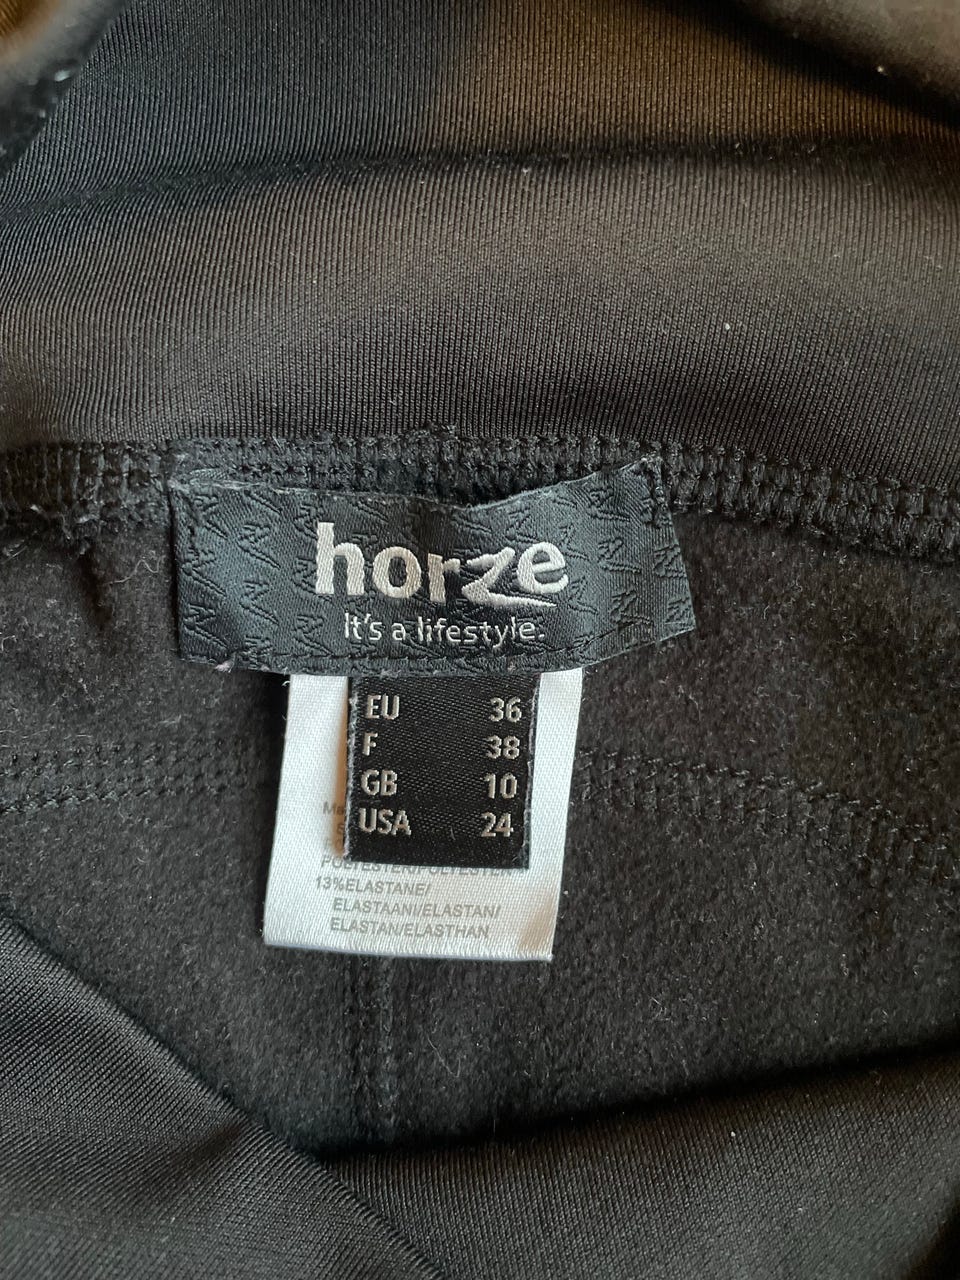 horze
It's a lifestyle.
EU 36
F 38
GB 10
USA 24
13%ELASTANE/
ELASTAANI/ELASTAN/
ELASTAN/ELASTHAN